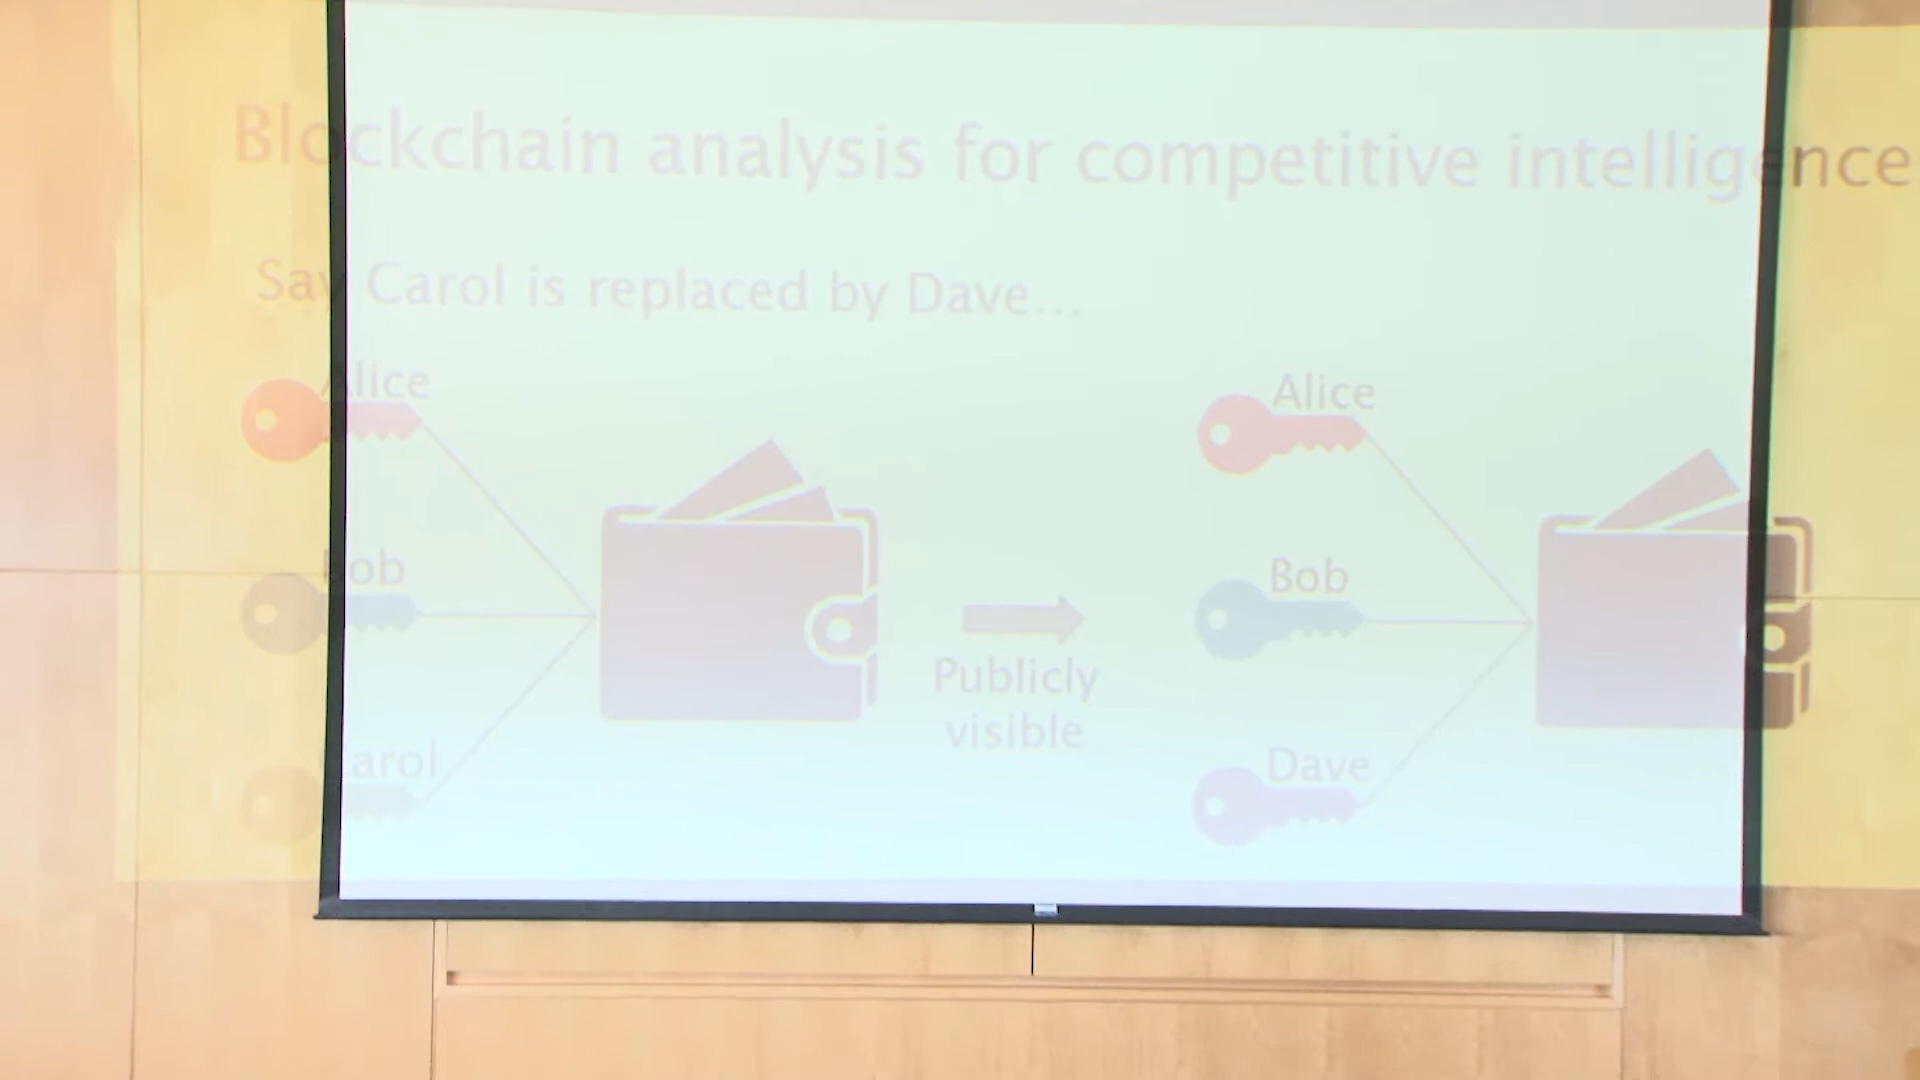 Blockchain analysis for competitive intelligence
Say Carol is replaced by Dave...
Alice
Alice
Bob
Bob
Publicly
visible
Carol
Dave